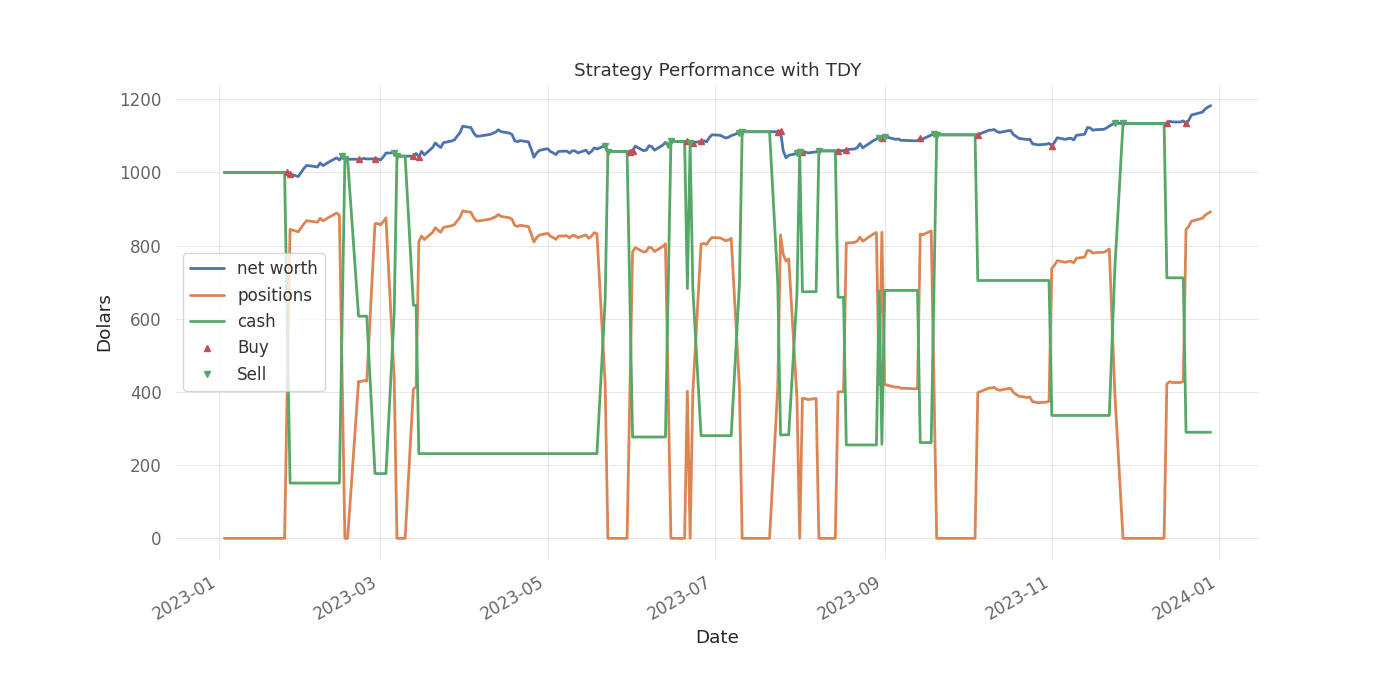 Strategy Performance with TDY
1200
1000
800
600
400
200
0
Dolars
net worth
positions
cash
Buy
Sell
2023-01
2023-03
2023-05
2023-07
2023-09
2023-11
2024-01
Date